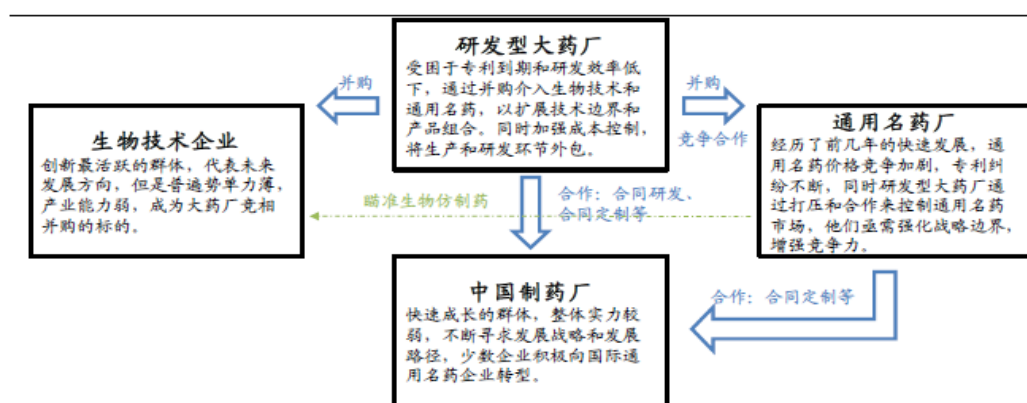 研发型大药厂
受困于专利到期和研发效率低
下，通过并购介入生物技术和
通用名药，以扩展技术边界和
产品组合。同时加强成本控制，
将生产和研发环节外包。
并购
并购
竞争合作
生物技术企业
创新最活跃的群体，代表未来
发展方向，但是普遍势单力薄，
产业能力弱，成为大药厂竞相
并购的标的。
通用名药厂
经历了前几年的快速发展，通
用名药价格竞争加剧，专利纠
纷不断，同时研发型大药厂通
过打压和合作来控制通用名药
市场，他们亟需强化战略边界，
增强竞争力。
瞄准生物仿制药
合作：合同研发、
合同定制等
中国制药厂
快速成长的群体，整体实力较
弱，不断寻求发展战略和发展
路径，少数企业积极向国际通
用名药企业转型。
合作：合同定制等